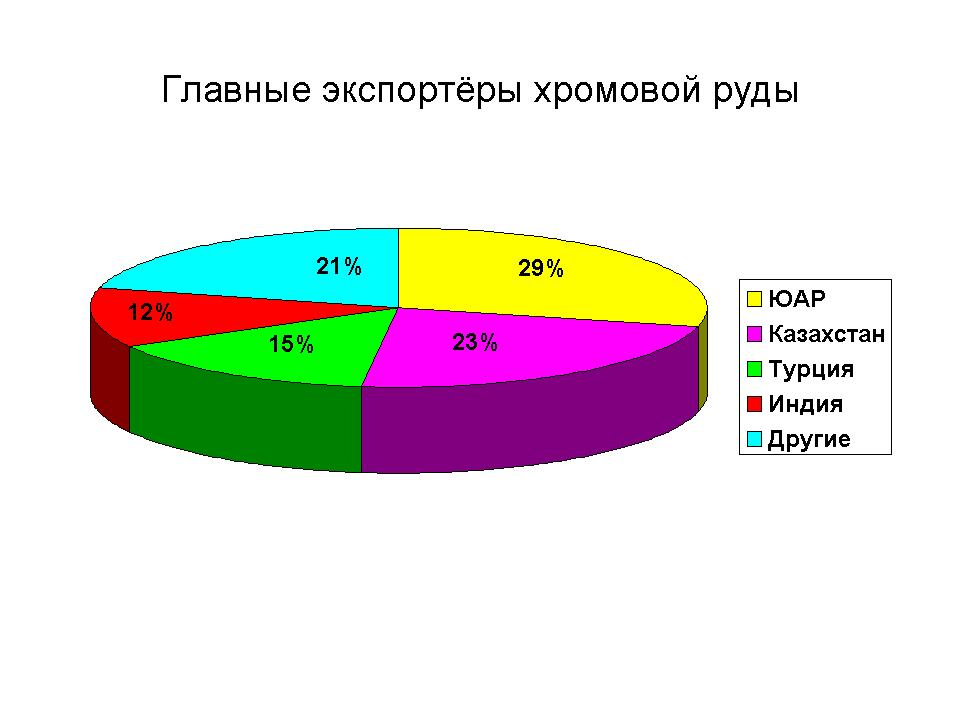 Главные экспортёры хромовой руды
21%
29%
12%
15%
23%
ЮАР
Казахстан
Турция
Индия
Другие